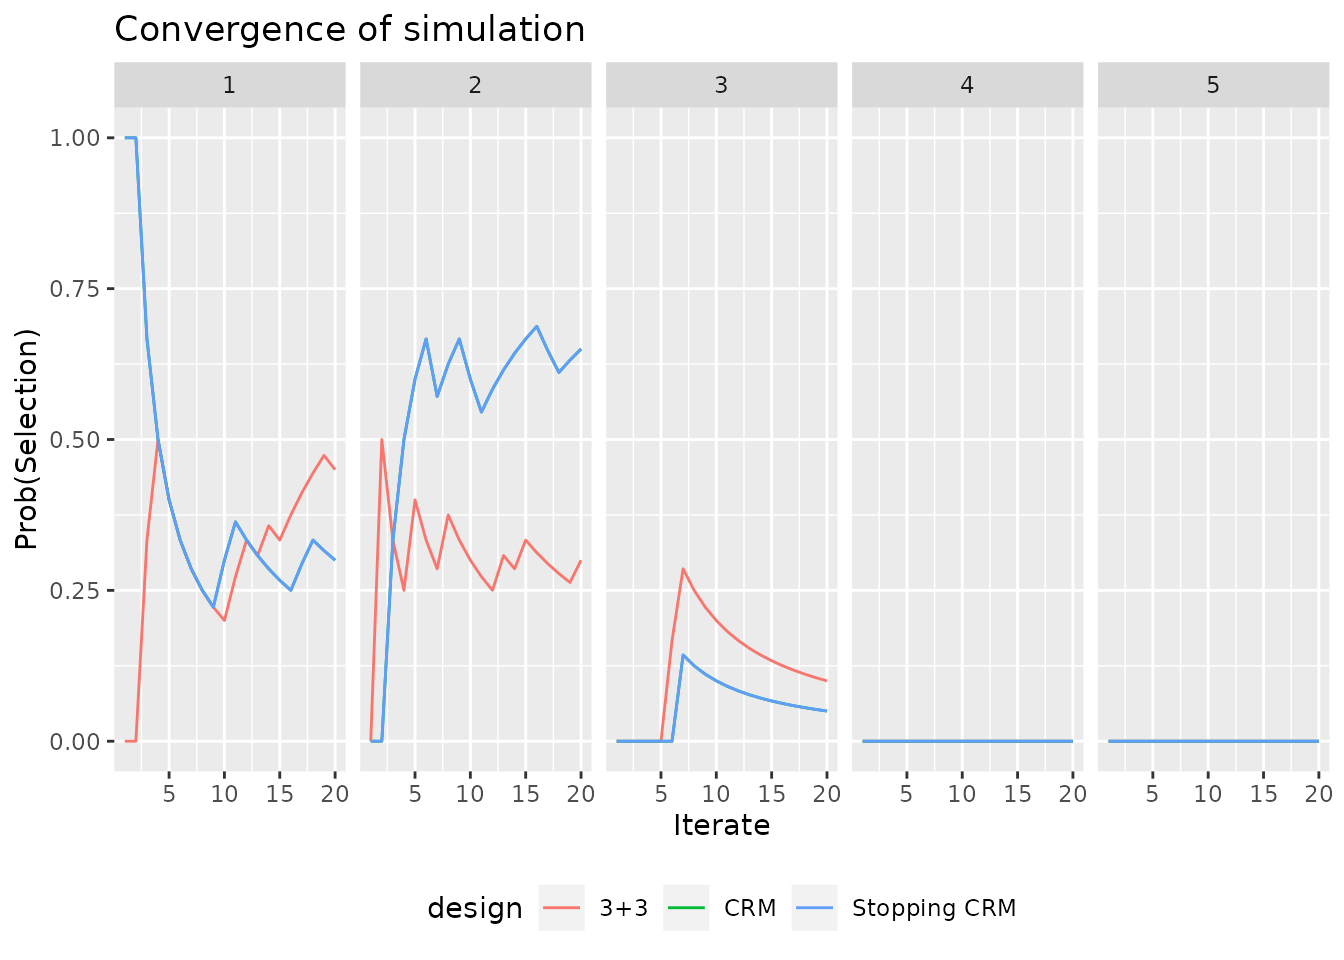 Convergence of simulation
1 2 3 4 5
1.00
0.75
0.50
0.25
0.00
Prob(Selection)
5 10 15 20 5 10 15 20 5 10 15 20 5 10 15 20 5 10 15 20
Iterate
design 3+3 CRM Stopping CRM